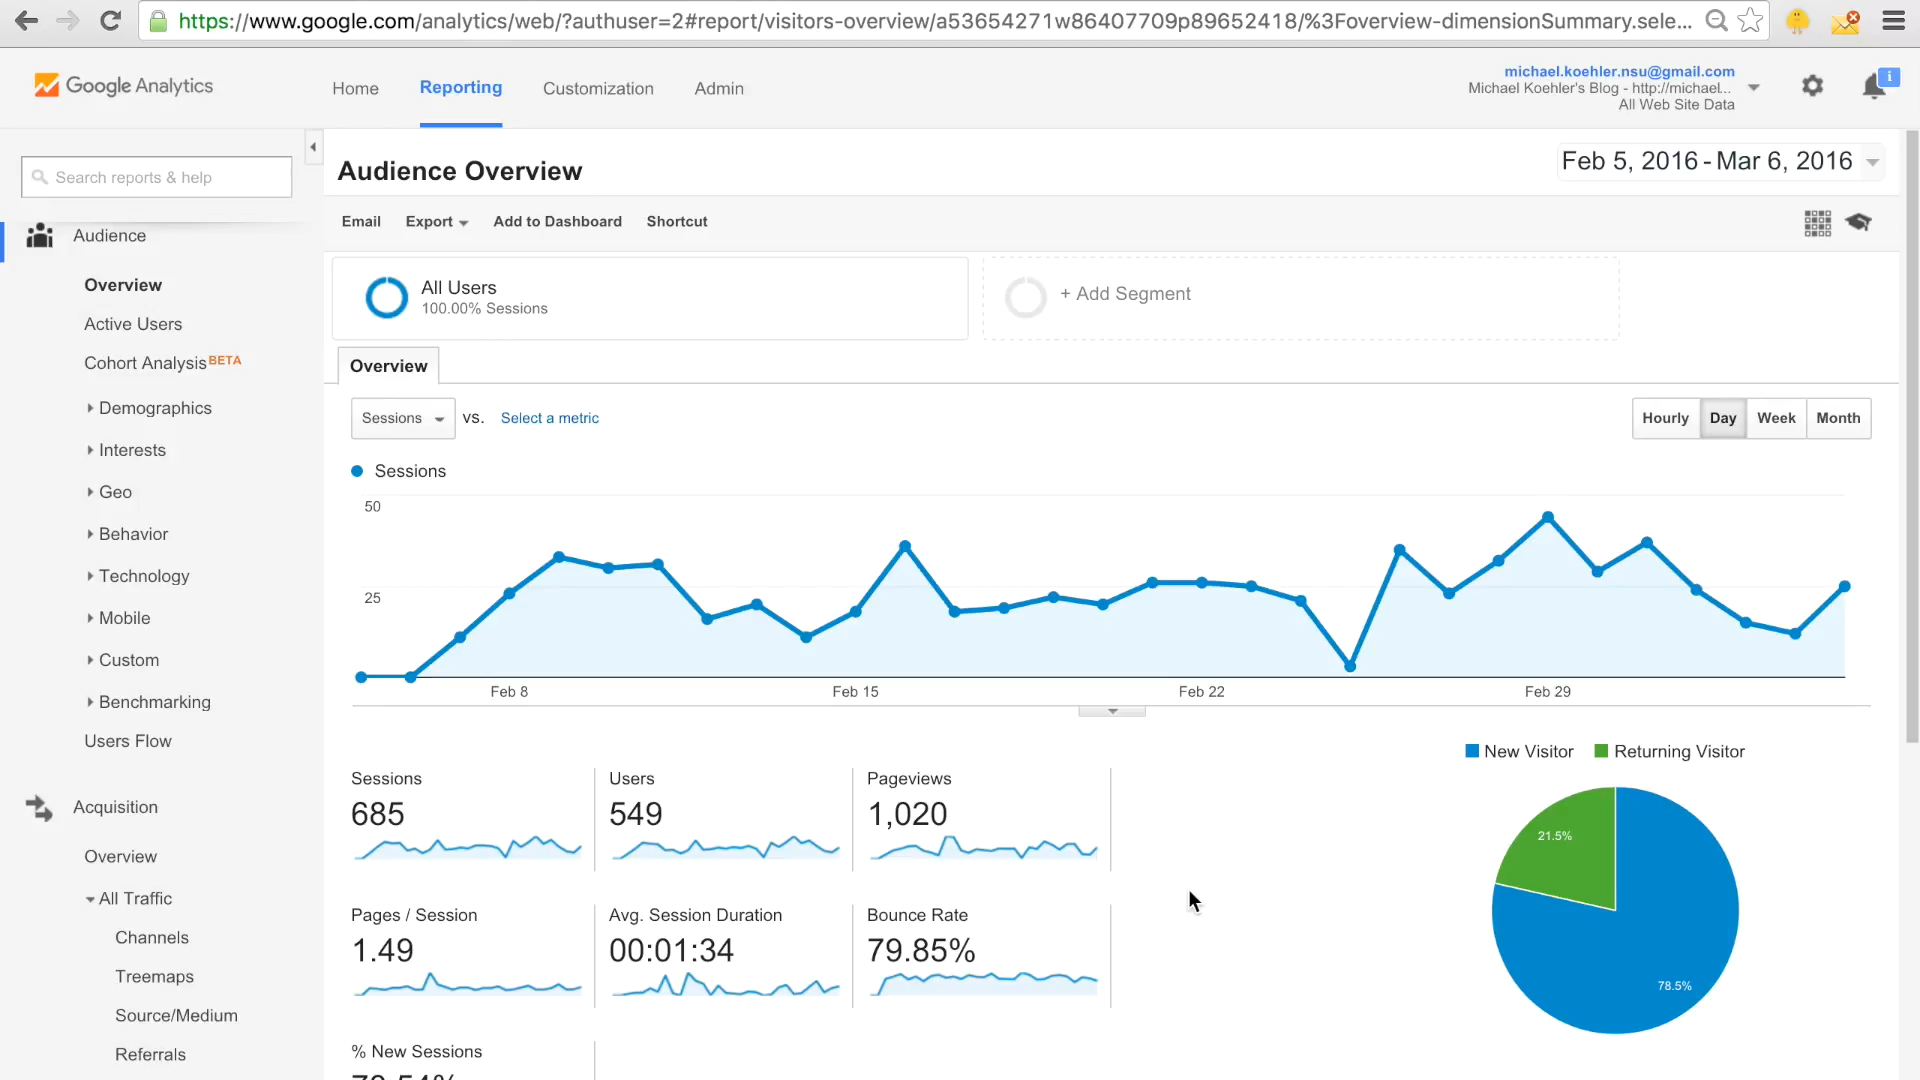 https://www.google.com/analytics/web/?authuser=2#report/visitors-overview/a53654271w86407709p89652418/%3Foverview-dimensionSummary.sele...
Google Analytics
Home
Reporting
Customization
Admin
michael.koehler.nsu@gmail.com
Michael Koehler's Blog - http://michael...
All Web Site Data
i
Search reports & help
Audience
Overview
Active Users
Cohort Analysis BETA
Demographics
Interests
Geo
Behavior
Technology
Mobile
Custom
Benchmarking
Users Flow
Acquisition
Overview
All Traffic
Channels
Treemaps
Source/Medium
Referrals
Audience Overview
Feb 5, 2016 - Mar 6, 2016
Email Export Add to Dashboard Shortcut
All Users
100.00% Sessions
+ Add Segment
Overview
Sessions vs. Select a metric
Hourly Day Week Month
Sessions
50
25
Feb 8 Feb 15 Feb 22 Feb 29
New Visitor Returning Visitor
21.5%
78.5%
Sessions
685
Users
549
Pageviews
1,020
Pages / Session
1.49
Avg. Session Duration
00:01:34
Bounce Rate
79.85%
% New Sessions